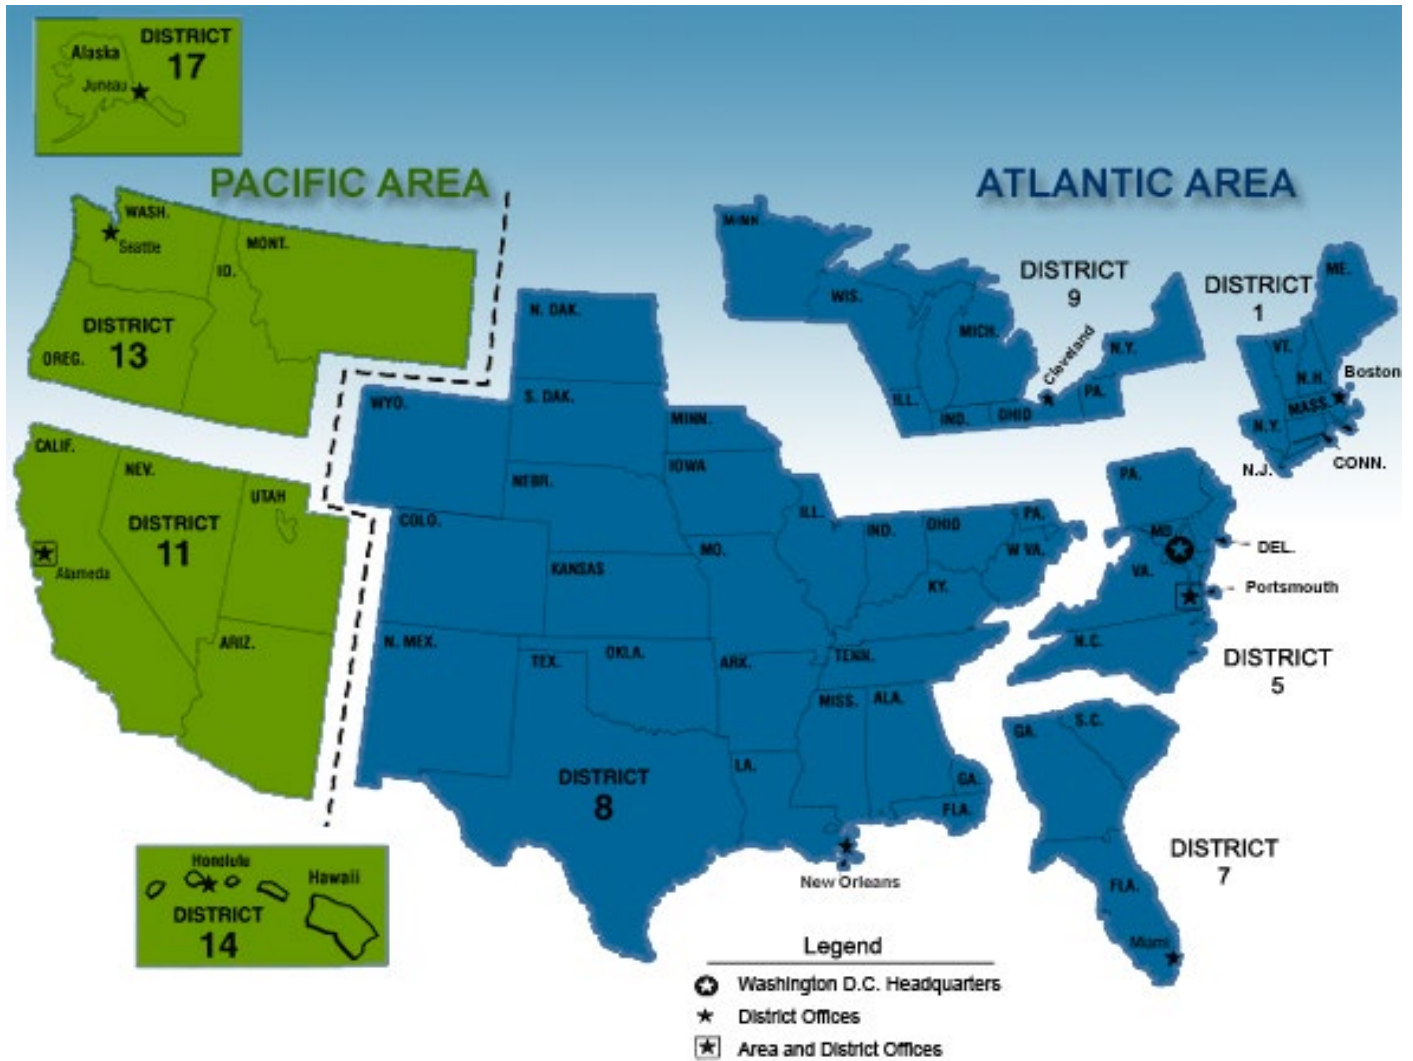 DISTRICT
17
Alaska
Juneau
PACIFIC AREA
ATLANTIC AREA
WASH.
Seattle
ID.
MONT.
DISTRICT
13
OREG.
CALIF.
NEV.
UTAH
DISTRICT
11
Alameda
ARIZ.
Honolulu
Hawaii
DISTRICT
14
N. DAK.
WYO.
S. DAK.
MINN.
NEBR.
IOWA
COLO.
ILL.
IND.
OHIO
PA.
W VA.
KANSAS
MO.
KY.
N. MEX.
TEX.
OKLA.
ARK.
TENN.
MISS.
ALA.
LA.
GA.
FLA.
DISTRICT
8
New Orleans
MINN.
WIS.
MICH.
DISTRICT
9
Cleveland
N.Y.
PA.
ILL.
IND.
OHIO
DISTRICT
1
ME.
VT.
N.H.
Boston
MASS.
N.Y.
N.J.
CONN.
PA.
MD.
DEL.
VA.
Portsmouth
N.C.
DISTRICT
5
GA.
S.C.
DISTRICT
7
FLA.
Miami
Legend
Washington D.C. Headquarters
District Offices
Area and District Offices